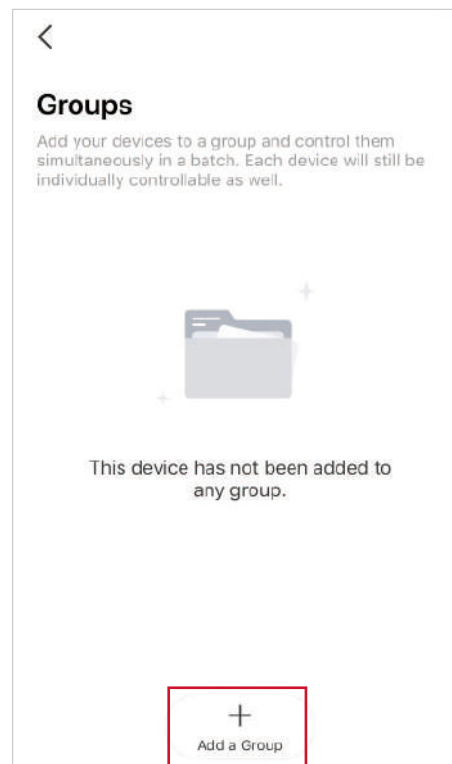 Groups
Add your devices to a group and control them
simultaneously in a batch. Each device will still be
individually controllable as well.
This device has not been added to
any group.
Add a Group